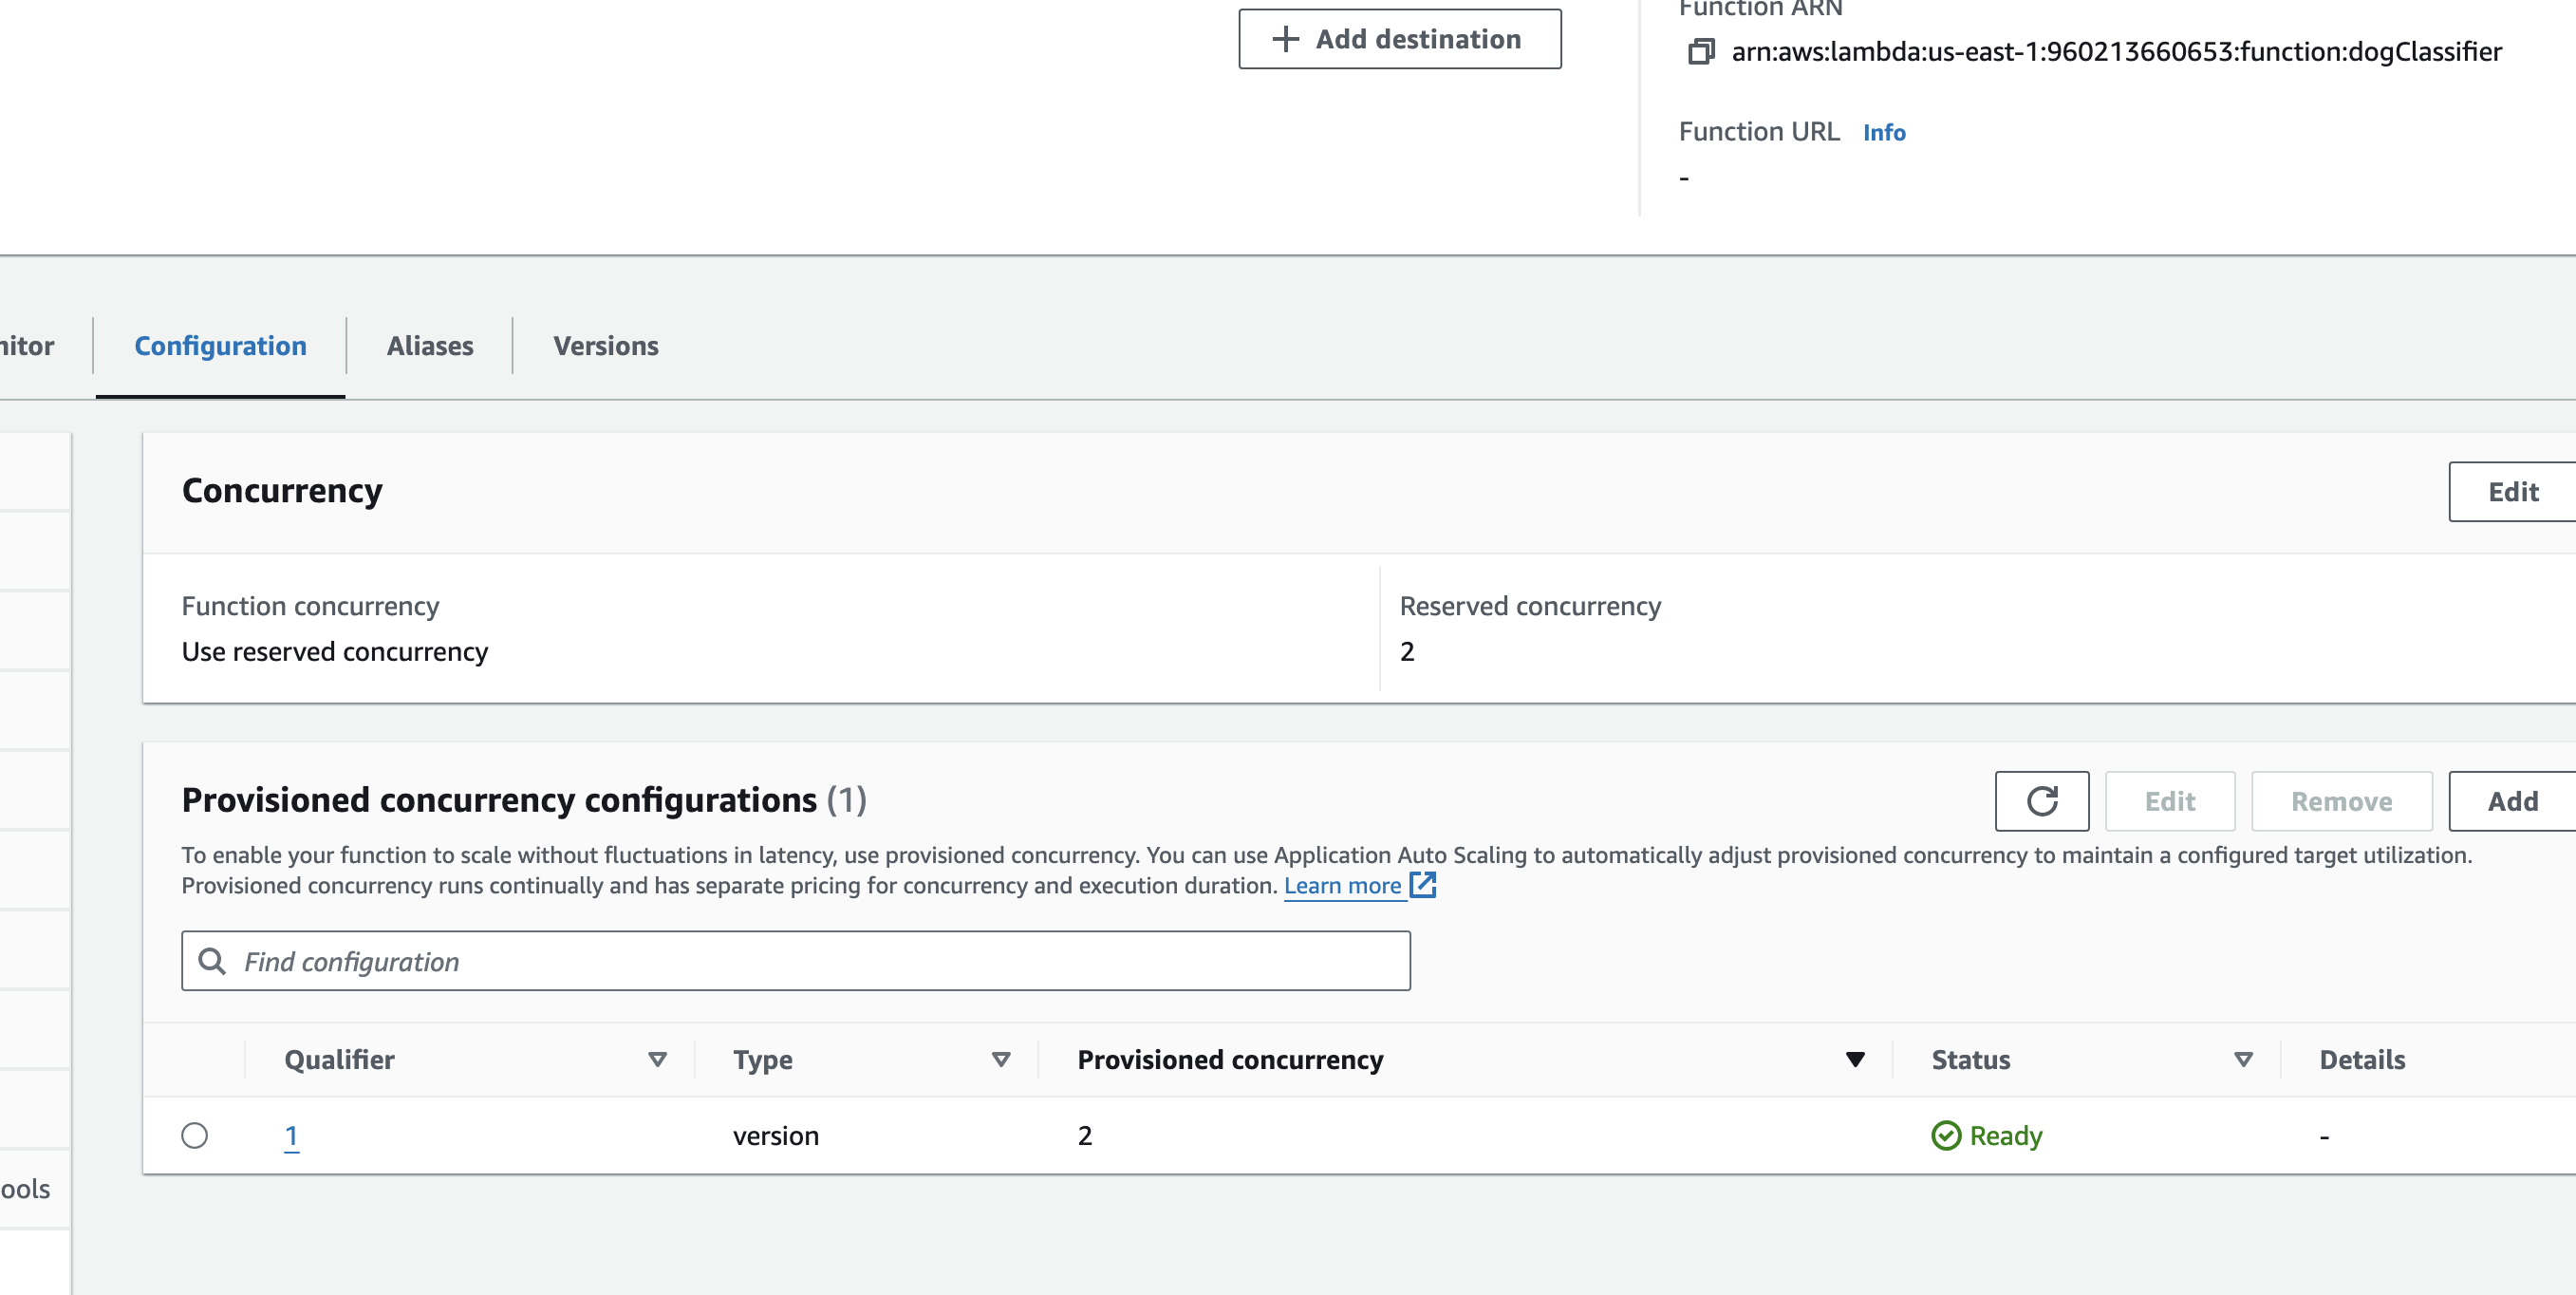 Function ARN
Add destination
arn:aws:lambda:us-east-1:960213660653:function:dogClassifier
Function URL Info
-
nitor
Configuration
Aliases
Versions
Concurrency
Edit
Function concurrency
Use reserved concurrency
Reserved concurrency
2
Provisioned concurrency configurations (1)
Edit
Remove
Add
To enable your function to scale without fluctuations in latency, use provisioned concurrency. You can use Application Auto Scaling to automatically adjust provisioned concurrency to maintain a configured target utilization.
Provisioned concurrency runs continually and has separate pricing for concurrency and execution duration. Learn more
Find configuration
Qualifier
Type
Provisioned concurrency
Status
Details
1
version
2
Ready
-
ools